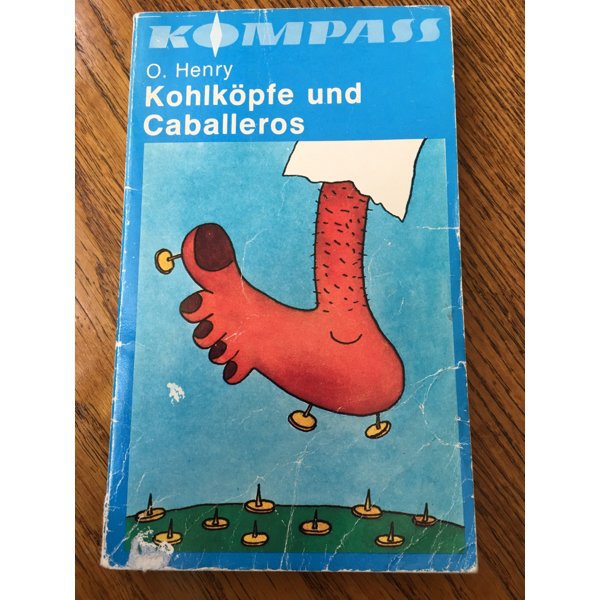 KOMPASS
O. Henry
Kohlköpfe und
Caballeros